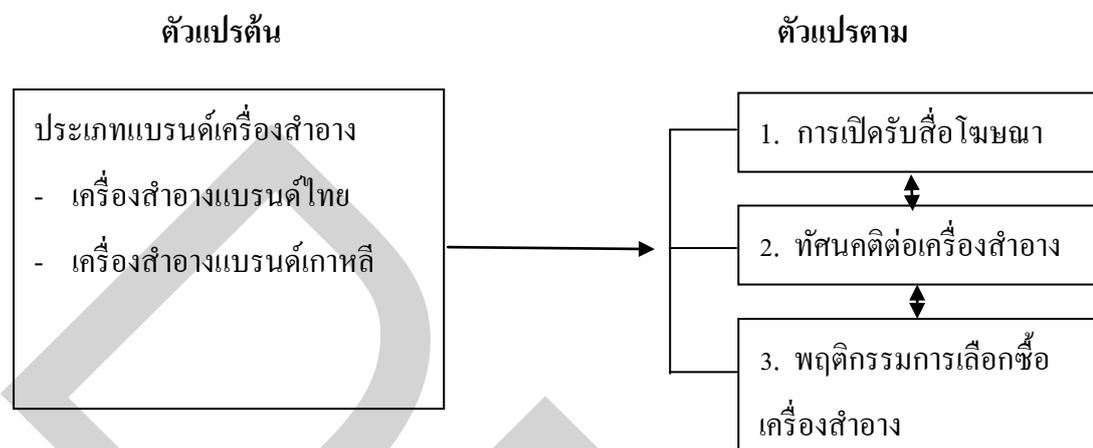 ตัวแปรต้น
ตัวแปรตาม
ประเภทแบรนด์เครื่องสำอาง
- เครื่องสำอางแบรนด์ไทย
- เครื่องสำอางแบรนด์เกาหลี
1. การเปิดรับสื่อโฆษณา
2. ทัศนคติต่อเครื่องสำอาง
3. พฤติกรรมการเลือกซื้อ
เครื่องสำอาง